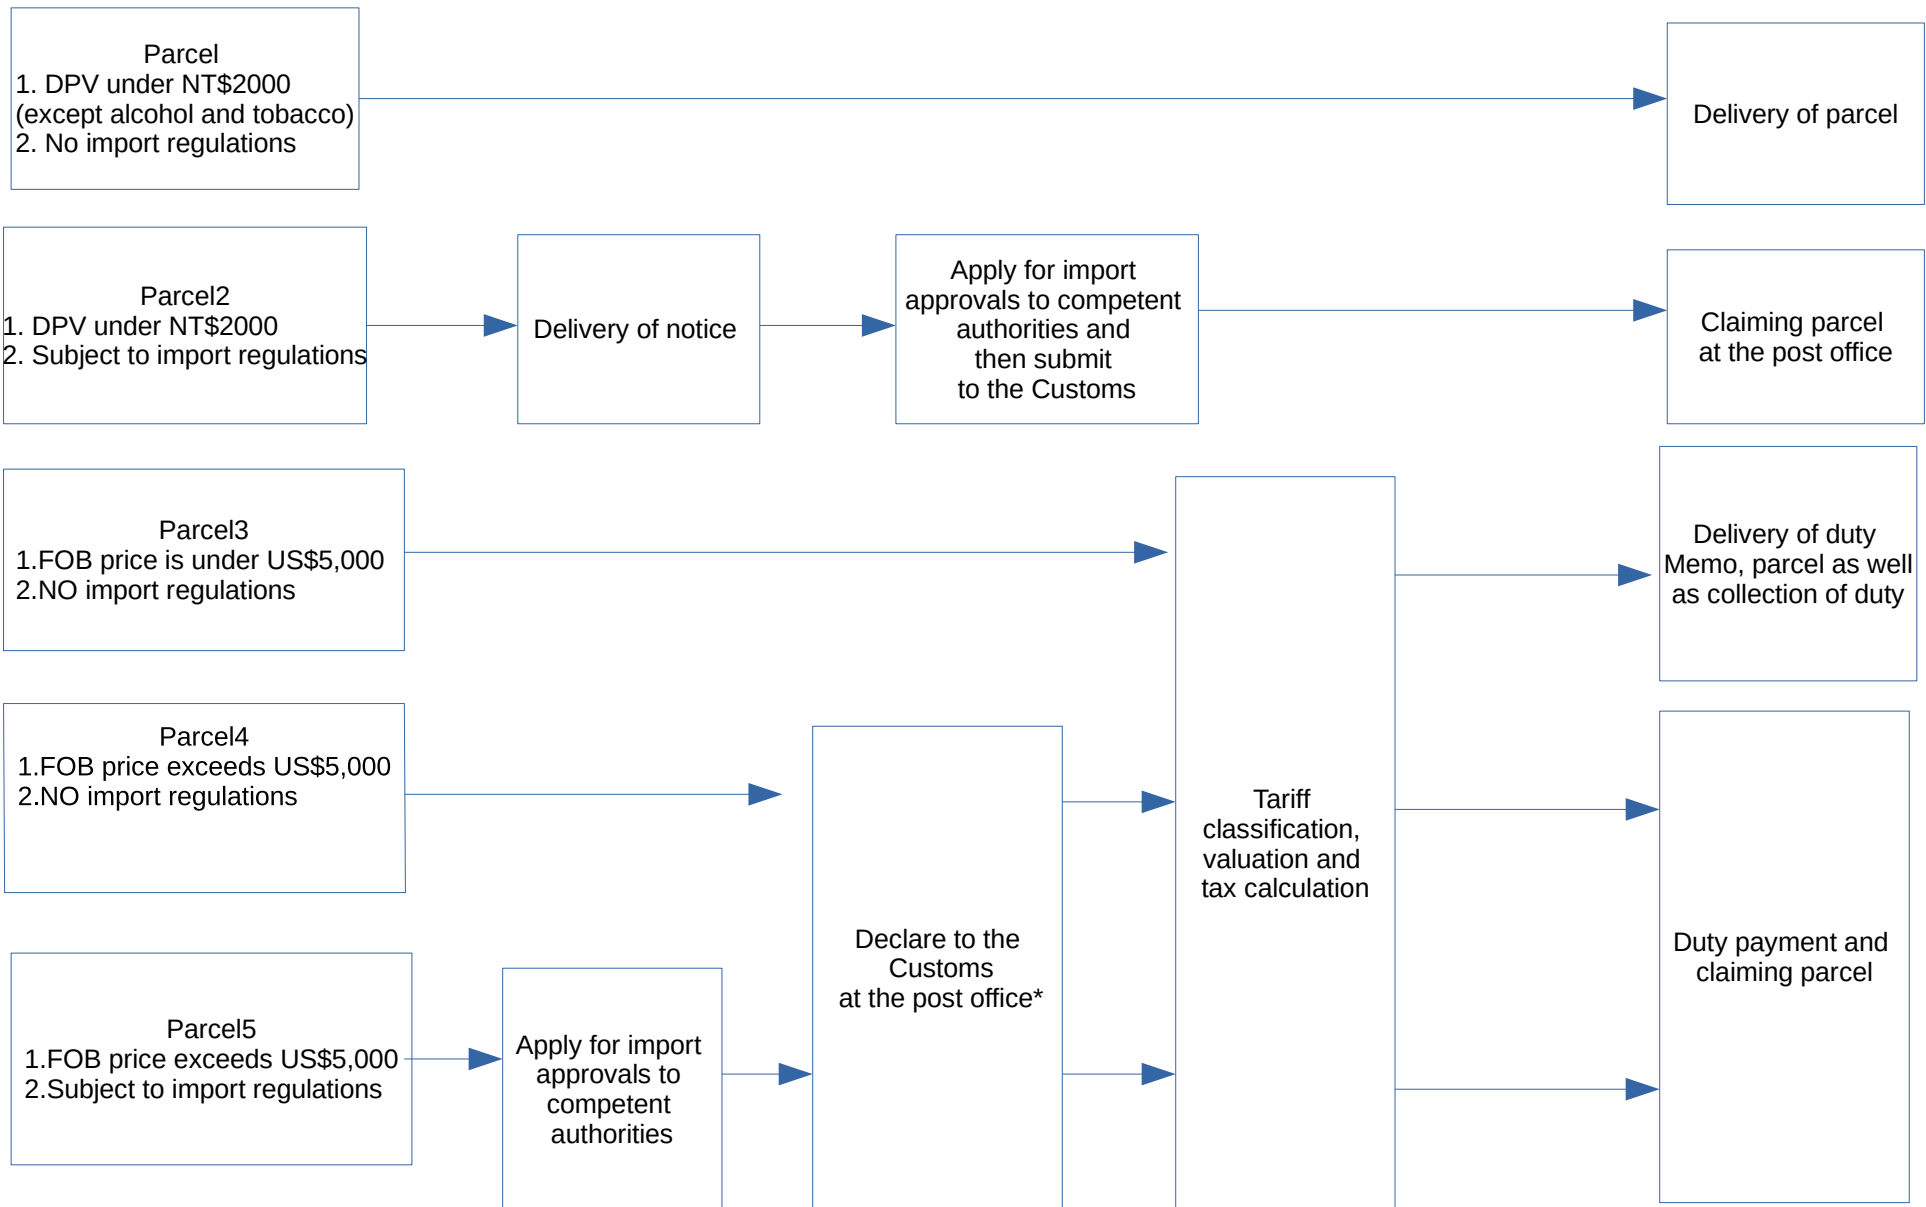 Parcel
1. DPV under NT$2000
(except alcohol and tobacco)
2. No import regulations
Delivery of parcel
Parcel2
1. DPV under NT$2000
2. Subject to import regulations
Delivery of notice
Apply for import
approvals to competent
authorities and
then submit
to the Customs
Claiming parcel
at the post office
Parcel3
1.FOB price is under US$5,000
2.NO import regulations
Delivery of duty
Memo, parcel as well
as collection of duty
Parcel4
1.FOB price exceeds US$5,000
2.NO import regulations
Tariff
classification,
valuation and
tax calculation
Declare to the
Customs
at the post office*
Duty payment and
claiming parcel
Parcel5
1.FOB price exceeds US$5,000
2.Subject to import regulations
Apply for import
approvals to
competent
authorities